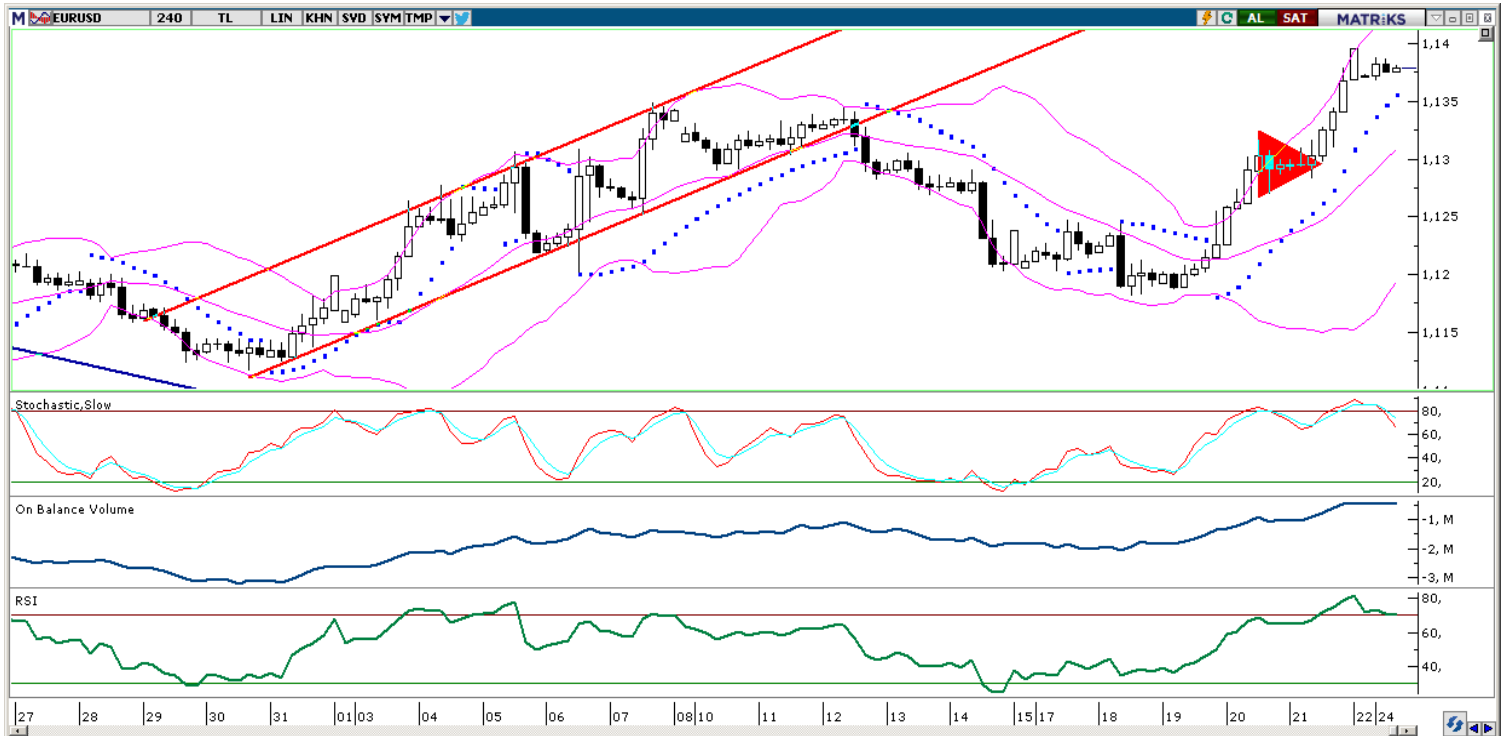 M EURUSD 240 TL LIN KHN SVD SYM TMP C AL SAT MATRiKS
1,14
1,135
1,13
1,125
1,12
1,115
Stochastic,Slow
80,
60,
40,
20,
On Balance Volume
-1, M
-2, M
-3, M
RSI
80,
60,
40,
27 28 29 30 31 01 03 04 05 06 07 08 10 11 12 13 14 15 17 18 19 20 21 22 24